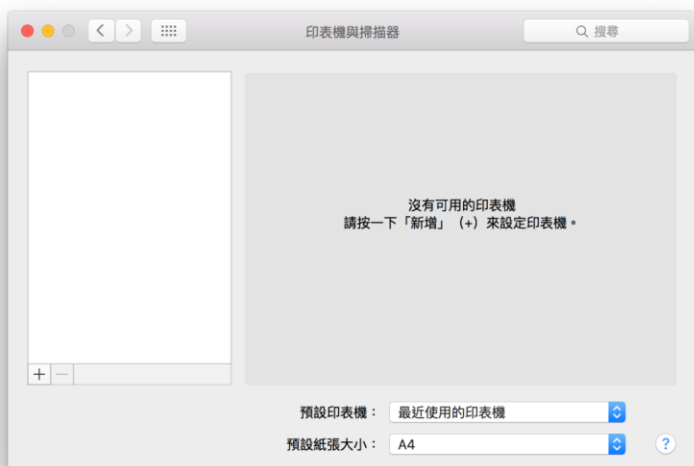 印表機與掃描器
搜尋
沒有可用的印表機
請按一下「新增」（+）來設定印表機。
預設印表機：
最近使用的印表機
預設紙張大小：
A4
?